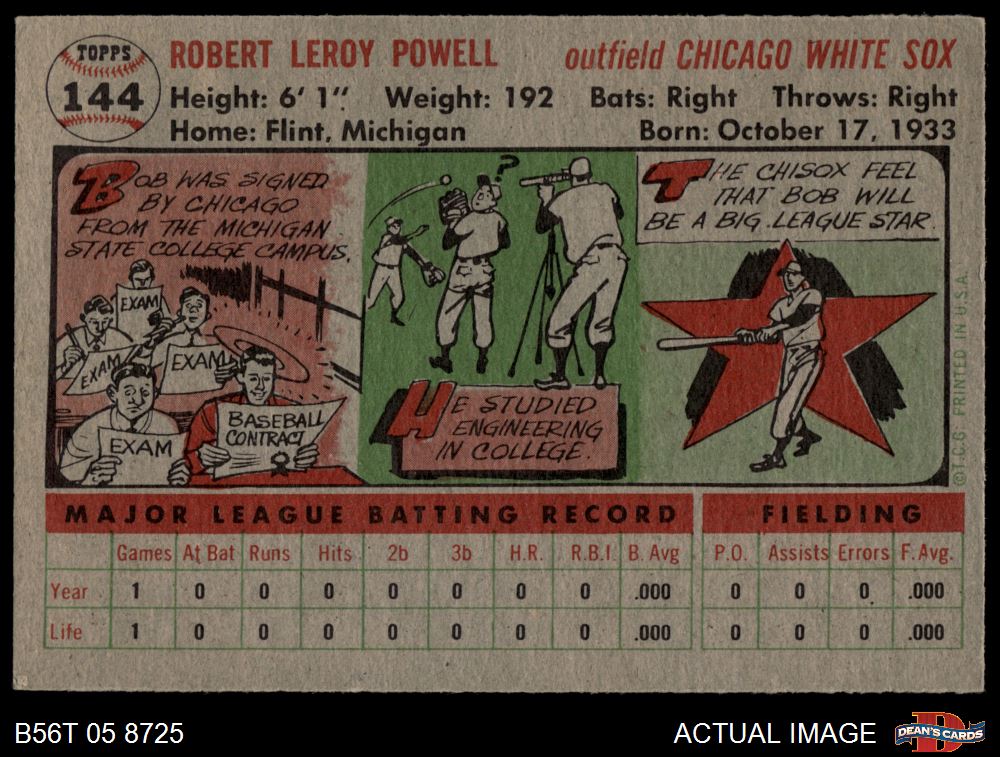 TOPPS
144
ROBERT LEROY POWELL outfield CHICAGO WHITE SOX
Height: 6' 1" Weight: 192 Bats: Right Throws: Right
Home: Flint, Michigan Born: October 17, 1933
BOB WAS SIGNED
BY CHICAGO
FROM THE MICHIGAN
STATE COLLEGE CAMPUS.
EXAM
EXAM
EXAM
EXAM
BASEBALL
CONTRACT
?
HE STUDIED
ENGINEERING
IN COLLEGE.
THE CHISOX FEEL
THAT BOB WILL
BE A BIG LEAGUE STAR.
©T.C.G. PRINTED IN U.S.A.
MAJOR LEAGUE BATTING RECORD FIELDING
Games At Bat Runs Hits 2b 3b H.R. R.B.I. B. Avg P.O. Assists Errors F. Avg.
Year 1 0 0 0 0 0 0 0 .000 0 0 0 .000
Life 1 0 0 0 0 0 0 0 .000 0 0 0 .000
B56T 05 8725 ACTUAL IMAGE
DEAN'S CARDS